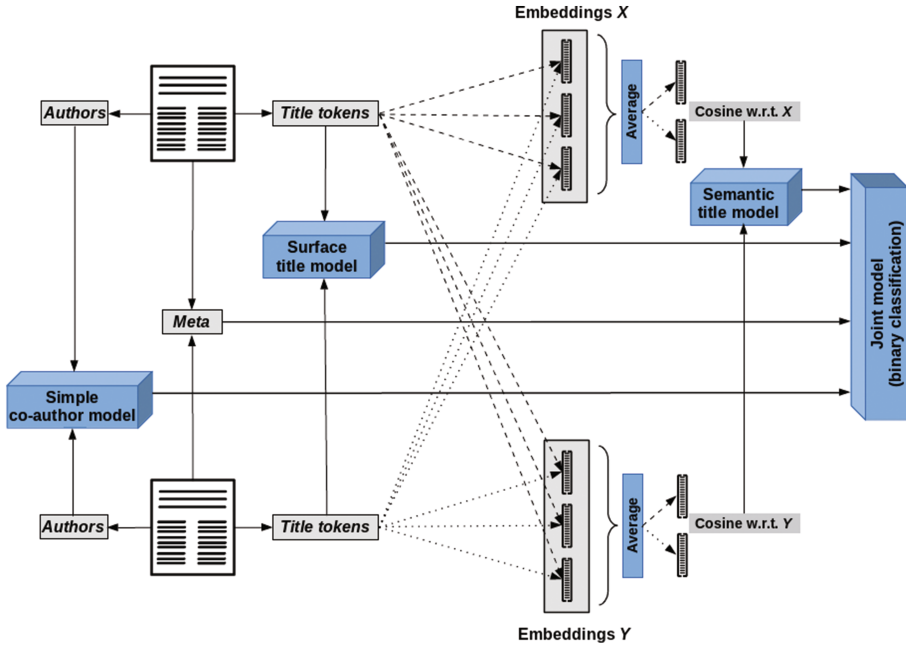 Embeddings X
Authors
Title tokens
Average
Cosine w.r.t. X
Semantic
title model
Surface
title model
Joint model
(binary classification)
Meta
Simple
co-author model
Authors
Title tokens
Average
Cosine w.r.t. Y
Embeddings Y